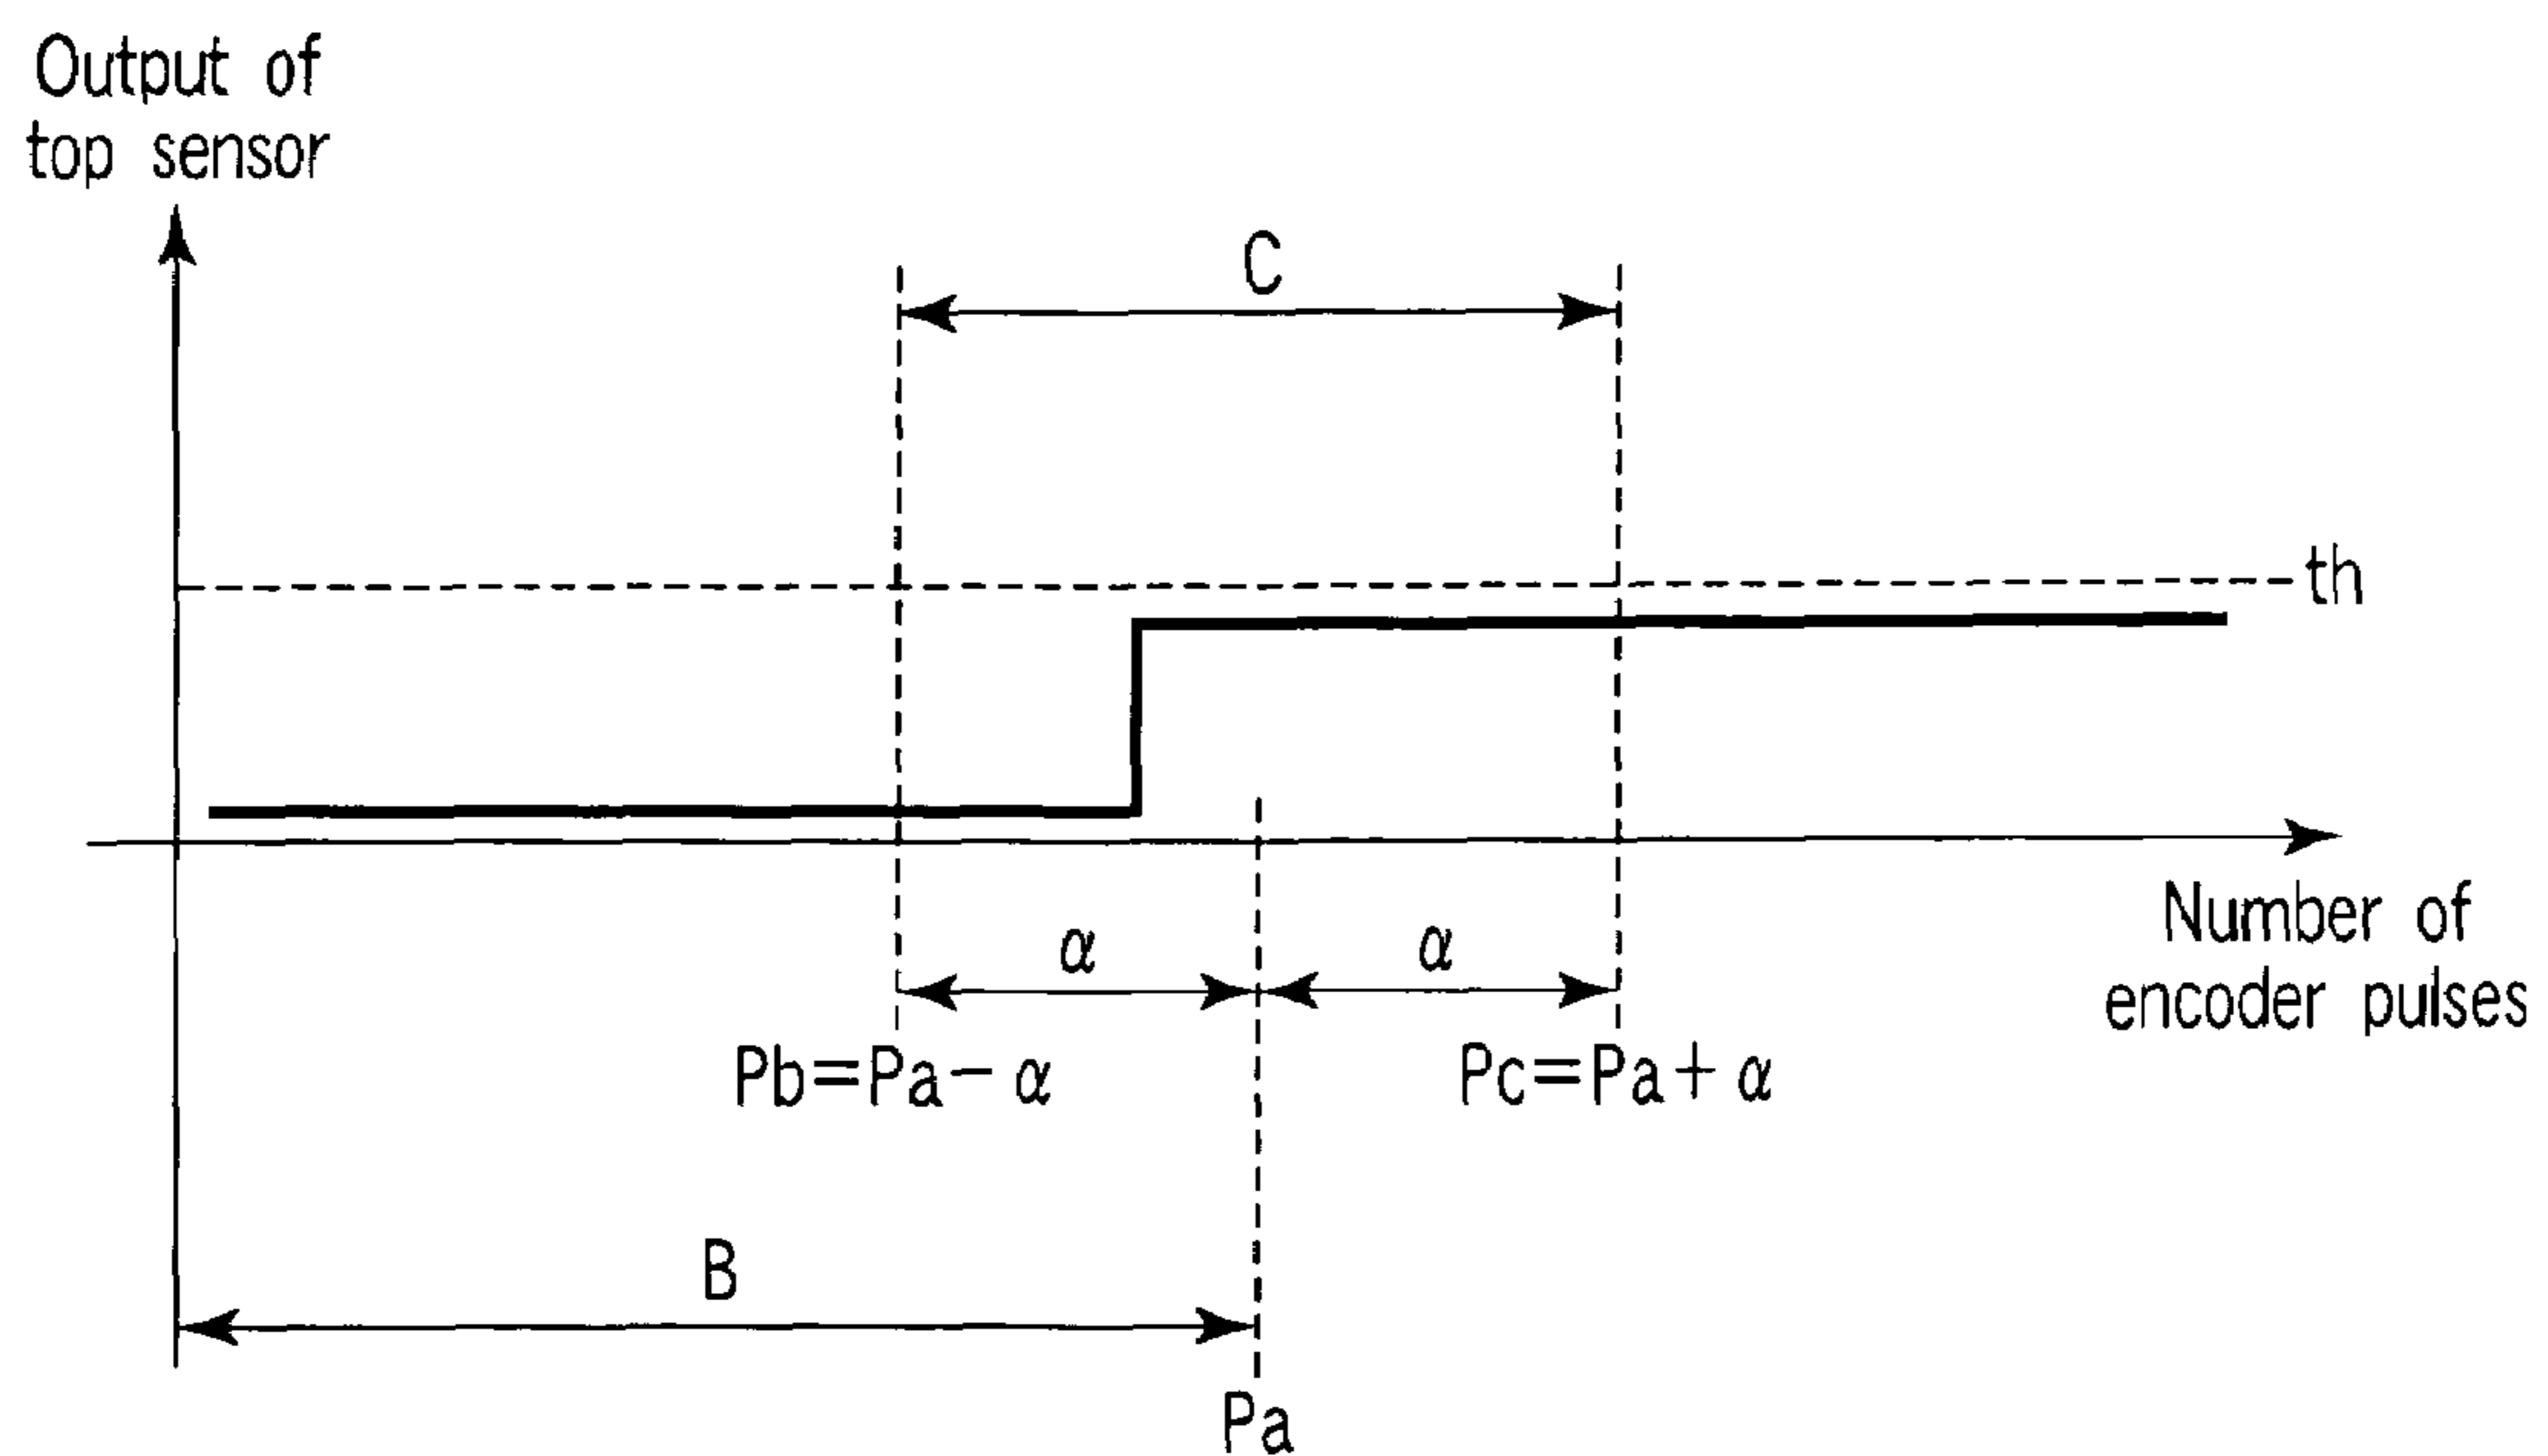 Output of
top sensor
C
th
Number of
encoder pulses
α
α
Pb=Pa-α
Pc=Pa+α
B
Pa